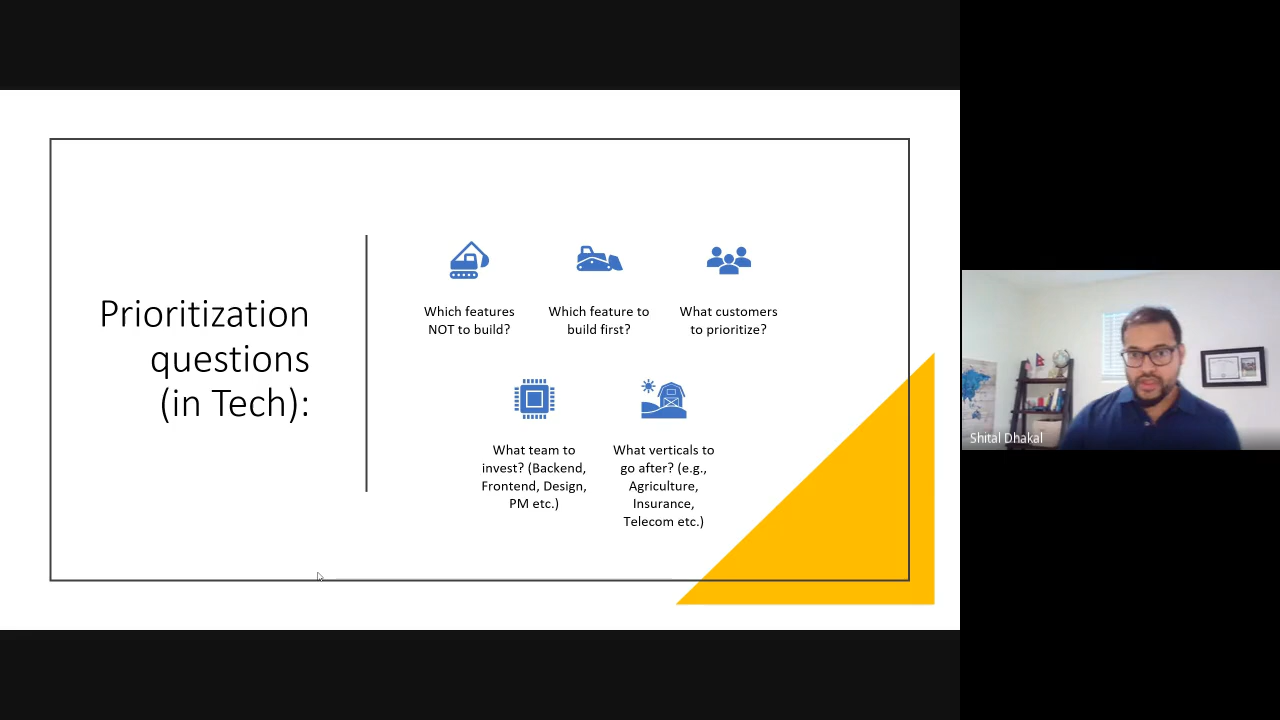 Prioritization
questions
(in Tech):
Which features
NOT to build?
Which feature to
build first?
What customers
to prioritize?
What team to
invest? (Backend,
Frontend, Design,
PM etc.)
What verticals to
go after? (e.g.,
Agriculture,
Insurance,
Telecom etc.)
Shital Dhakal